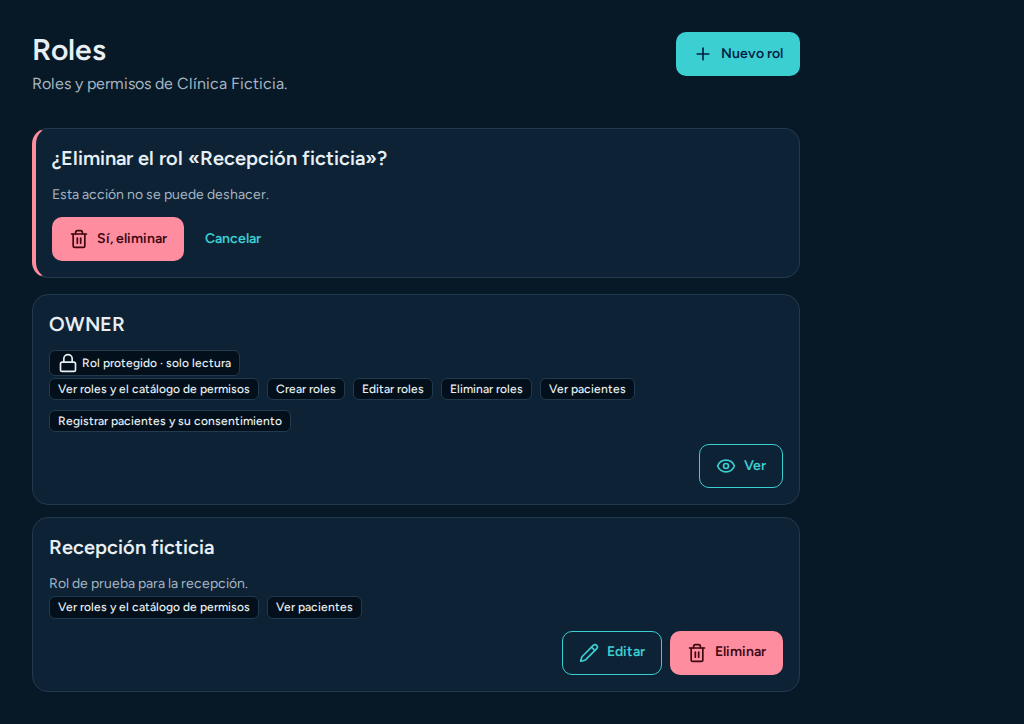 Roles
Nuevo rol
Roles y permisos de Clínica Ficticia.
¿Eliminar el rol «Recepción ficticia»?
Esta acción no se puede deshacer.
Sí, eliminar Cancelar
OWNER
Rol protegido · solo lectura
Ver roles y el catálogo de permisos Crear roles Editar roles Eliminar roles Ver pacientes
Registrar pacientes y su consentimiento
Ver
Recepción ficticia
Rol de prueba para la recepción.
Ver roles y el catálogo de permisos Ver pacientes
Editar Eliminar